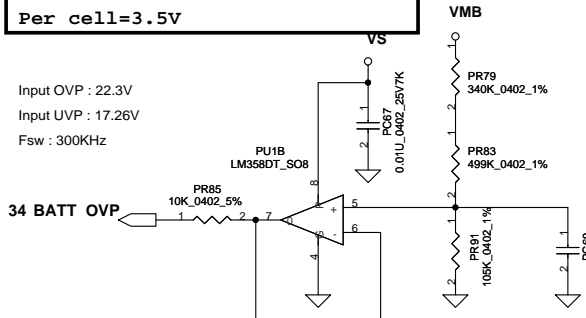 Per cell=3.5V
VMB
VS
Input OVP : 22.3V
Input UVP : 17.26V
Fsw : 300KHz
1
PR79
340K_0402_1%
2
1
PC67
0.01U_0402_25V7K
2
1
PR83
499K_0402_1%
2
PU1B
LM358DT_SO8
8
PR85
10K_0402_5%
34 BATT OVP
1
2
7
O
P
G
+
-
5
6
4
1
PR91
105K_0402_1%
2
1
2